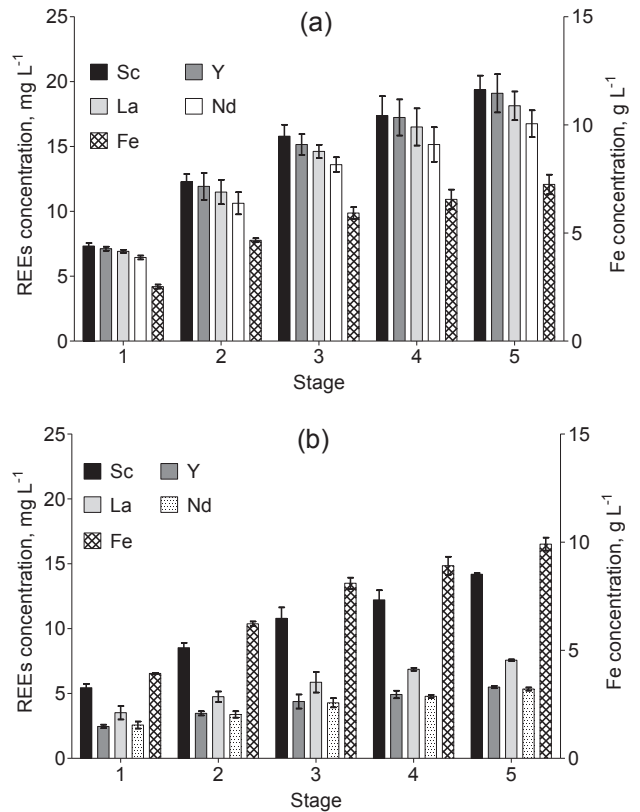 (a)
25
20
15
10
5
0
15
10
5
0
REEs concentration, mg L⁻¹
Fe concentration, g L⁻¹
Sc Y
La Nd
Fe
1 2 3 4 5
Stage
(b)
25
20
15
10
5
0
15
10
5
0
REEs concentration, mg L⁻¹
Fe concentration, g L⁻¹
Sc Y
La Nd
Fe
1 2 3 4 5
Stage